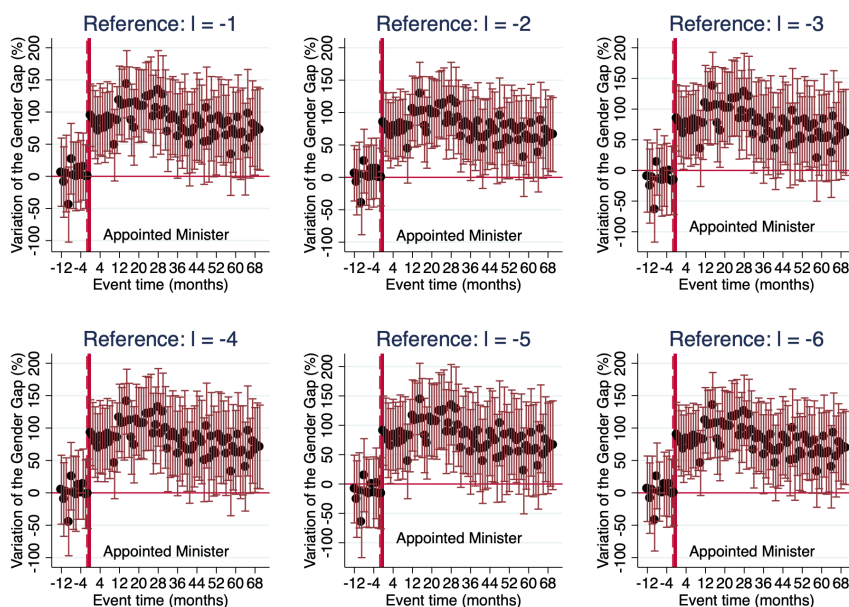 Reference: l = -1
Variation of the Gender Gap (%)
200
150
100
50
0
-50
-100
Appointed Minister
-12 -4 4 12 20 28 36 44 52 60 68
Event time (months)
Reference: l = -2
Variation of the Gender Gap (%)
200
150
100
50
0
-50
-100
Appointed Minister
-12 -4 4 12 20 28 36 44 52 60 68
Event time (months)
Reference: l = -3
Variation of the Gender Gap (%)
200
150
100
50
0
-50
-100
Appointed Minister
-12 -4 4 12 20 28 36 44 52 60 68
Event time (months)
Reference: l = -4
Variation of the Gender Gap (%)
200
150
100
50
0
-50
-100
Appointed Minister
-12 -4 4 12 20 28 36 44 52 60 68
Event time (months)
Reference: l = -5
Variation of the Gender Gap (%)
200
150
100
50
0
-50
-100
Appointed Minister
-12 -4 4 12 20 28 36 44 52 60 68
Event time (months)
Reference: l = -6
Variation of the Gender Gap (%)
200
150
100
50
0
-50
-100
Appointed Minister
-12 -4 4 12 20 28 36 44 52 60 68
Event time (months)